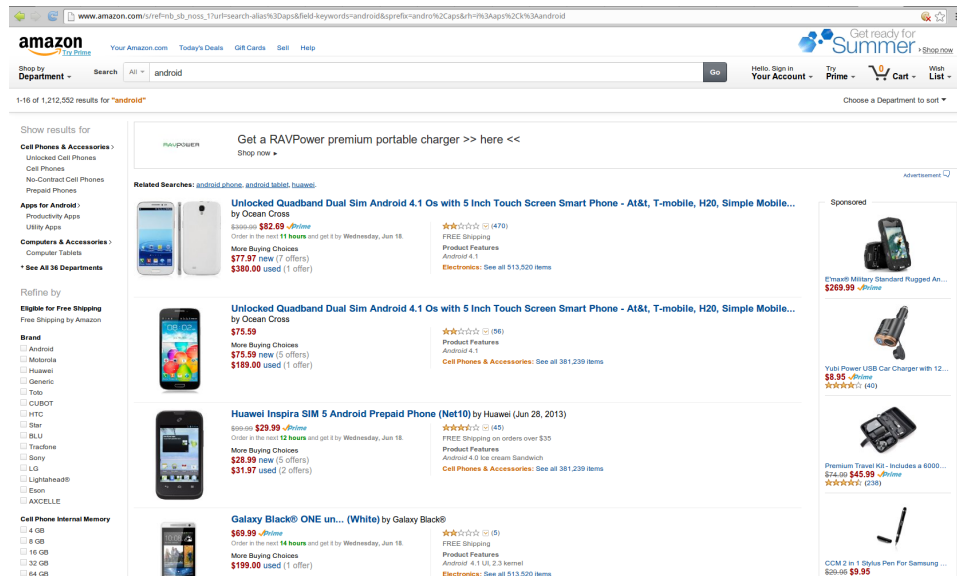 www.amazon.com/s/ref=nb_sb_noss_1?url=search-alias%3Daps&field-keywords=android&sprefix=andro%2Caps&rh=i%3Aaps%2Ck%3Aandroid
amazon
Try Prime
Your Amazon.com Today's Deals Gift Cards Sell Help
Get ready for
Summer
Shop now
Shop by
Department
Search All android Go
Hello. Sign in
Your Account
Try
Prime
0
Cart
Wish
List
1-16 of 1,212,552 results for "android"
Choose a Department to sort
Show results for
Cell Phones & Accessories
Unlocked Cell Phones
Cell Phones
No-Contract Cell Phones
Prepaid Phones
Apps for Android
Productivity Apps
Utility Apps
Computers & Accessories
Computer Tablets
* See All 36 Departments
Refine by
Eligible for Free Shipping
Free Shipping by Amazon
Brand
Android
Motorola
Huawei
Generic
Toto
CUBOT
HTC
Star
BLU
Tracfone
Sony
LG
Lightahead®
Eson
AXCELLE
Cell Phone Internal Memory
4 GB
8 GB
16 GB
32 GB
64 GB
RAVPOWER
Get a RAVPower premium portable charger >> here <<
Shop now
Advertisement
Related Searches: android phone, android tablet, huawei.
Unlocked Quadband Dual Sim Android 4.1 Os with 5 Inch Touch Screen Smart Phone - At&t, T-mobile, H20, Simple Mobile...
by Ocean Cross
$399.99 $82.69 Prime
Order in the next 11 hours and get it by Wednesday, Jun 18.
More Buying Choices
$77.97 new (7 offers)
$380.00 used (1 offer)
(470)
FREE Shipping
Product Features
Android 4.1
Electronics: See all 513,520 items
Unlocked Quadband Dual Sim Android 4.1 Os with 5 Inch Touch Screen Smart Phone - At&t, T-mobile, H20, Simple Mobile...
by Ocean Cross
$75.59
More Buying Choices
$75.59 new (5 offers)
$189.00 used (1 offer)
(56)
Product Features
Android 4.1
Cell Phones & Accessories: See all 381,239 items
08:02
Huawei Inspira SIM 5 Android Prepaid Phone (Net10) by Huawei (Jun 28, 2013)
$99.99 $29.99 Prime
Order in the next 12 hours and get it by Wednesday, Jun 18.
More Buying Choices
$28.99 new (5 offers)
$31.97 used (2 offers)
(45)
FREE Shipping on orders over $35
Product Features
Android 4.0 Ice cream Sandwich
Cell Phones & Accessories: See all 381,239 items
Galaxy Black® ONE un... (White) by Galaxy Black®
$69.99 Prime
Order in the next 14 hours and get it by Wednesday, Jun 18.
More Buying Choices
$199.00 used (1 offer)
(5)
FREE Shipping
Product Features
Android 4.1 UI, 2.3 kernel
Electronics: See all 513,520 items
Sponsored
E'max® Military Standard Rugged An...
$269.99 Prime
Yubi Power USB Car Charger with 12...
$8.95 Prime
(40)
Premium Travel Kit - Includes a 6000...
$74.00 $45.99 Prime
(238)
CCM 2 in 1 Stylus Pen For Samsung ...
$29.95 $9.95